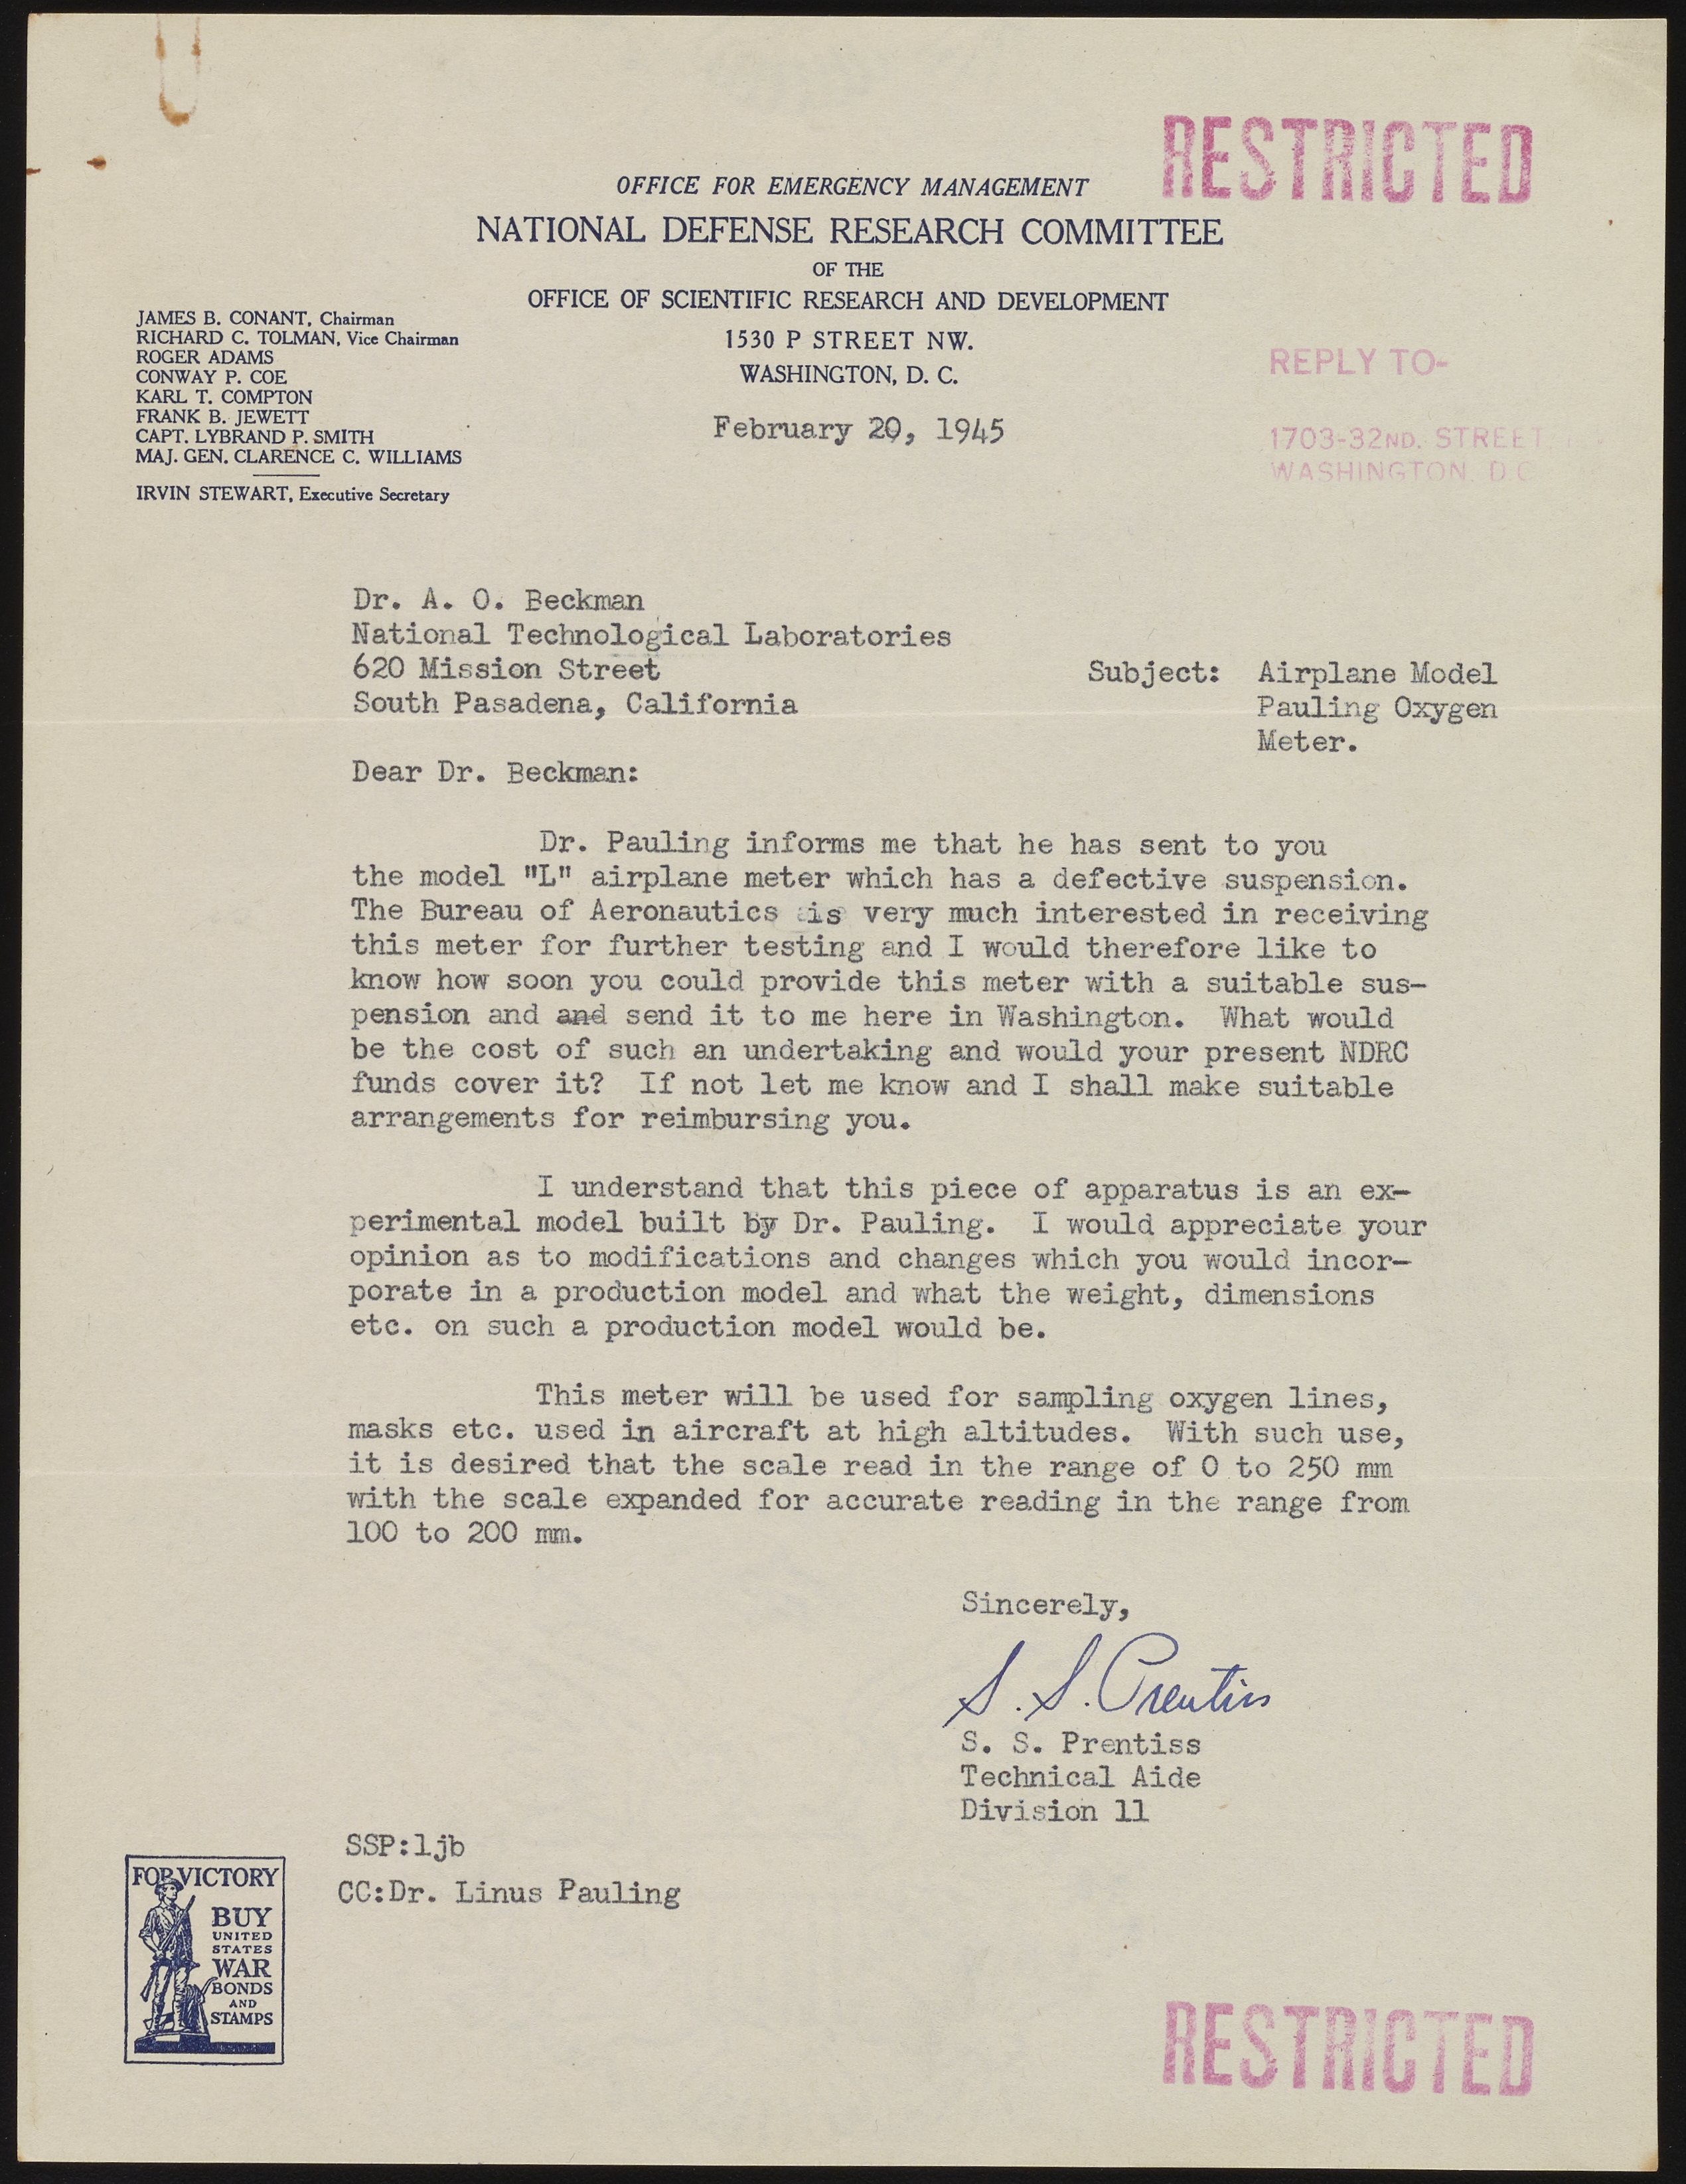 RESTRICTED
OFFICE FOR EMERGENCY MANAGEMENT
NATIONAL DEFENSE RESEARCH COMMITTEE
OF THE
OFFICE OF SCIENTIFIC RESEARCH AND DEVELOPMENT
1530 P STREET NW.
WASHINGTON, D. C.
JAMES B. CONANT, Chairman
RICHARD C. TOLMAN, Vice Chairman
ROGER ADAMS
CONWAY P. COE
KARL T. COMPTON
FRANK B. JEWETT
CAPT. LYBRAND P. SMITH
MAJ. GEN. CLARENCE C. WILLIAMS
IRVIN STEWART, Executive Secretary
REPLY TO-
1703-32ND. STREET
WASHINGTON, D.C
February 20, 1945
Dr. A. O. Beckman
National Technological Laboratories
620 Mission Street
South Pasadena, California
Subject: Airplane Model
Pauling Oxygen
Meter.
Dear Dr. Beckman:
Dr. Pauling informs me that he has sent to you
the model "L" airplane meter which has a defective suspension.
The Bureau of Aeronautics is very much interested in receiving
this meter for further testing and I would therefore like to
know how soon you could provide this meter with a suitable sus-
pension and and send it to me here in Washington. What would
be the cost of such an undertaking and would your present NDRC
funds cover it? If not let me know and I shall make suitable
arrangements for reimbursing you.
I understand that this piece of apparatus is an ex-
perimental model built by Dr. Pauling. I would appreciate your
opinion as to modifications and changes which you would incor-
porate in a production model and what the weight, dimensions
etc. on such a production model would be.
This meter will be used for sampling oxygen lines,
masks etc. used in aircraft at high altitudes. With such use,
it is desired that the scale read in the range of 0 to 250 mm
with the scale expanded for accurate reading in the range from
100 to 200 mm.
Sincerely,
S. S. Prentiss
S. S. Prentiss
Technical Aide
Division 11
SSP:ljb
CC:Dr. Linus Pauling
FOR VICTORY
BUY
UNITED
STATES
WAR
BONDS
AND
STAMPS
RESTRICTED